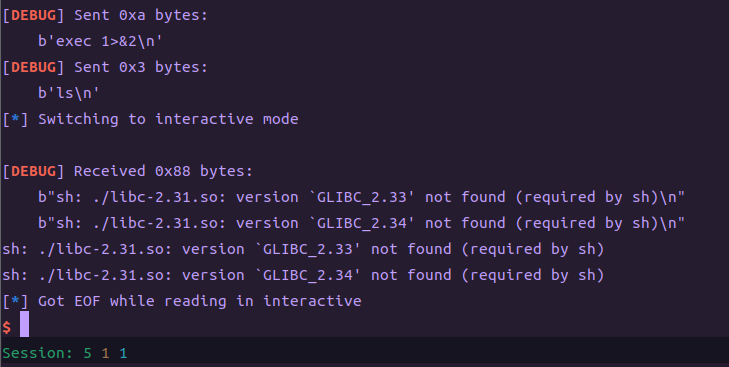 [DEBUG] Sent 0xa bytes:
b'exec 1>&2\n'
[DEBUG] Sent 0x3 bytes:
b'ls\n'
[*] Switching to interactive mode
[DEBUG] Received 0x88 bytes:
b"sh: ./libc-2.31.so: version `GLIBC_2.33' not found (required by sh)\n"
b"sh: ./libc-2.31.so: version `GLIBC_2.34' not found (required by sh)\n"
sh: ./libc-2.31.so: version `GLIBC_2.33' not found (required by sh)
sh: ./libc-2.31.so: version `GLIBC_2.34' not found (required by sh)
[*] Got EOF while reading in interactive
$
Session: 5 1 1